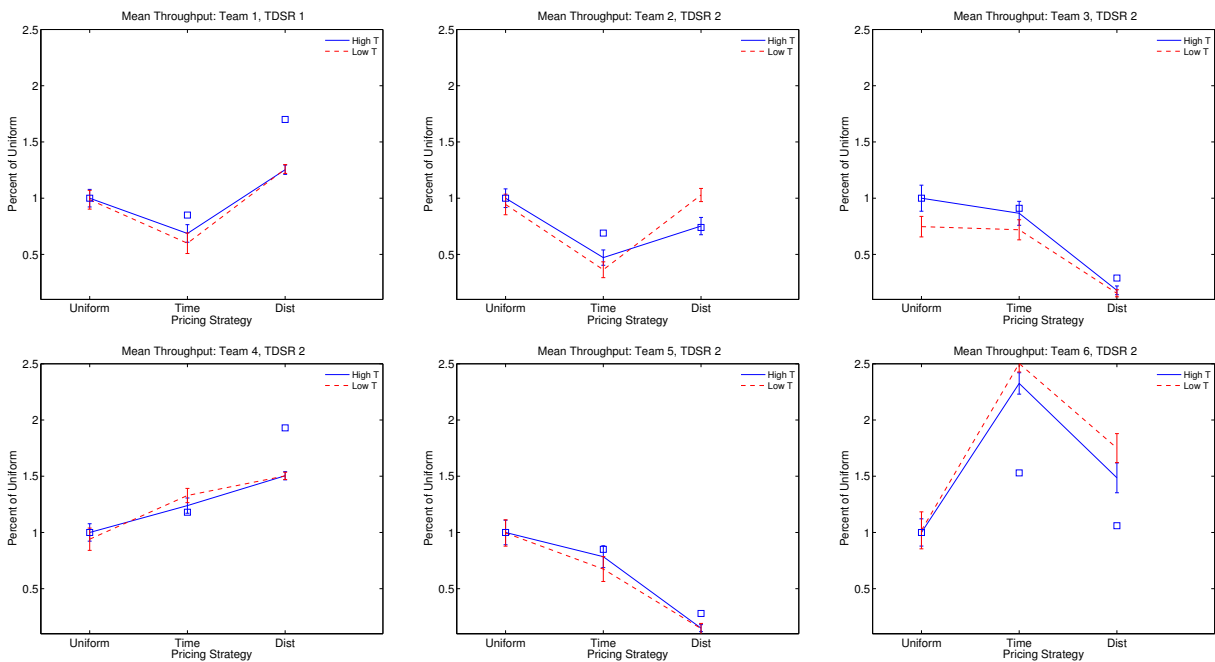 Mean Throughput: Team 1, TDSR 1
2.5
2
1.5
1
0.5
Percent of Uniform
High T
Low T
Uniform
Time
Dist
Pricing Strategy
Mean Throughput: Team 2, TDSR 2
2.5
2
1.5
1
0.5
Percent of Uniform
High T
Low T
Uniform
Time
Dist
Pricing Strategy
Mean Throughput: Team 3, TDSR 2
2.5
2
1.5
1
0.5
Percent of Uniform
High T
Low T
Uniform
Time
Dist
Pricing Strategy
Mean Throughput: Team 4, TDSR 2
2.5
2
1.5
1
0.5
Percent of Uniform
High T
Low T
Uniform
Time
Dist
Pricing Strategy
Mean Throughput: Team 5, TDSR 2
2.5
2
1.5
1
0.5
Percent of Uniform
High T
Low T
Uniform
Time
Dist
Pricing Strategy
Mean Throughput: Team 6, TDSR 2
2.5
2
1.5
1
0.5
Percent of Uniform
High T
Low T
Uniform
Time
Dist
Pricing Strategy